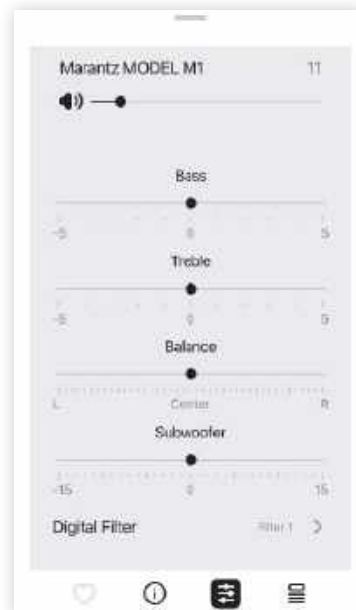 Marantz MODEL M1 11
Bass
-5 0 5
Treble
-5 0 5
Balance
L Center R
Subwoofer
-15 0 15
Digital Filter Filter 1